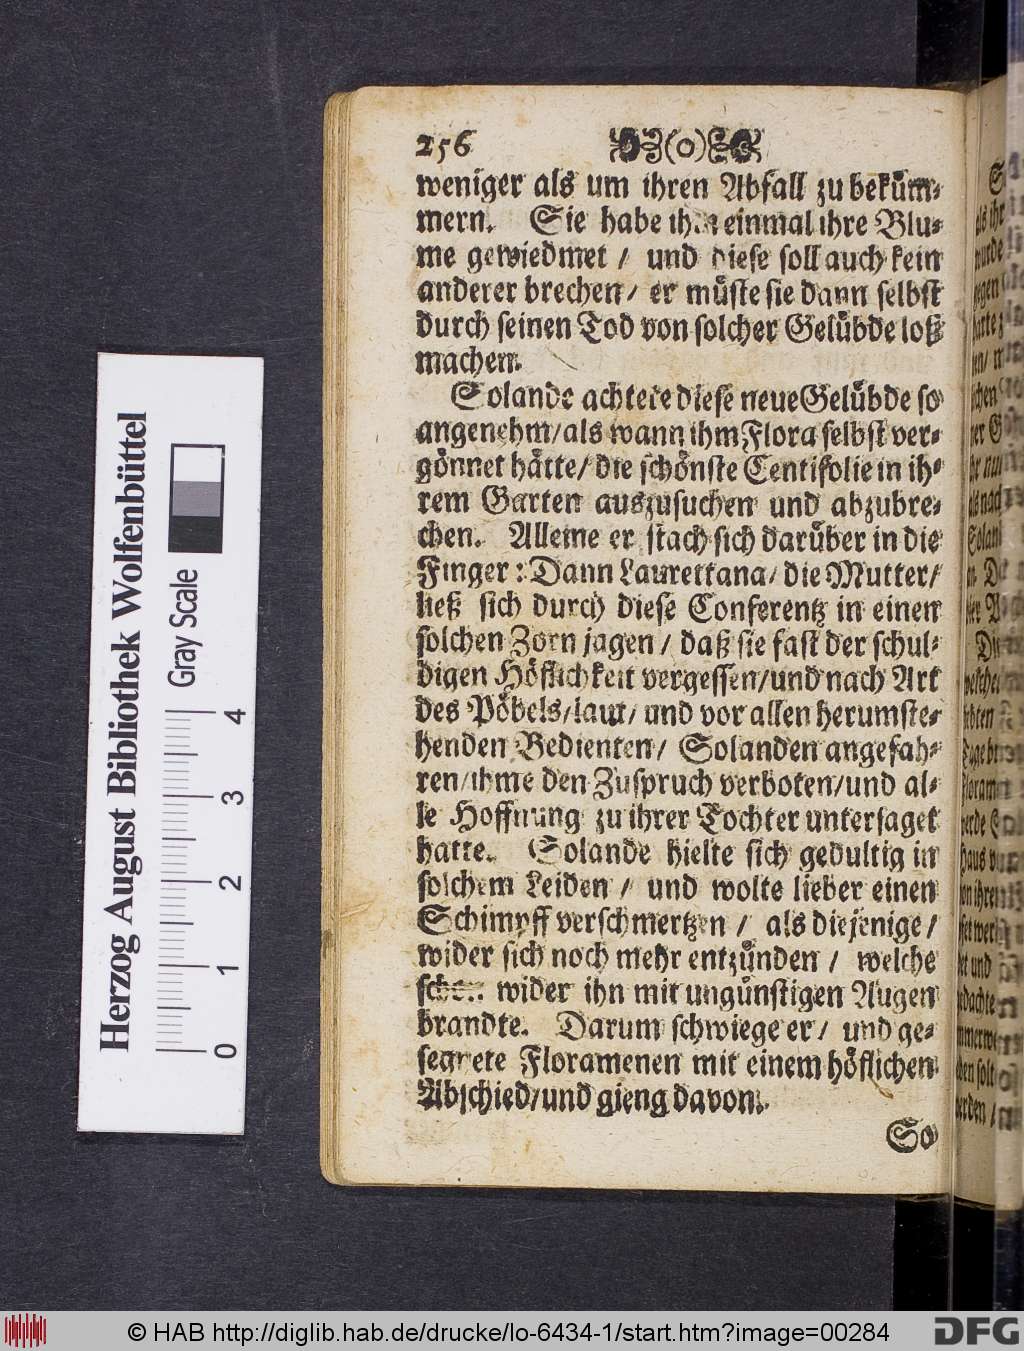 256 (o)
weniger als um ihren Abfall zu bekům-
mern. Sie habe ihm einmal ihre Blu-
me gewiedmet / und diese soll auch kein
anderer brechen / er můste sie dann selbst
durch seinen Tod von solcher Gelůbde loß
machen.
Solande achtete diese neue Gelůbde so
angenehm / als wann ihm Flora selbst ver-
gönnet hätte / die schönste Centifolie in ih-
rem Garten auszusuchen und abzubre-
chen. Alleine er stach sich darůber in die
Finger: Dann Laurettana / die Mutter /
ließ sich durch diese Conferentz in einen
solchen Zorn jagen / daß sie fast der schul-
digen Höflichkeit vergessen / und nach Art
des Pöbels / laut / und vor allen herumste-
henden Bedienten / Solanden angefah-
ren / ihme den Zuspruch verboten / und al-
le Hoffnung zu ihrer Tochter untersaget
hatte. Solande hielte sich gedultig in
solchem Leiden / und wolte lieber einen
Schimpff verschmertzen / als diejenige /
wider sich noch mehr entzůnden / welche
schon wider ihn mit ungůnstigen Augen
brandte. Darum schwiege er / und ge-
segnete Floramenen mit einem höflichen
Abschied / und gieng davon.
So
Herzog August Bibliothek Wolfenbüttel
Gray Scale
0 1 2 3 4
© HAB http://diglib.hab.de/drucke/lo-6434-1/start.htm?image=00284
DFG